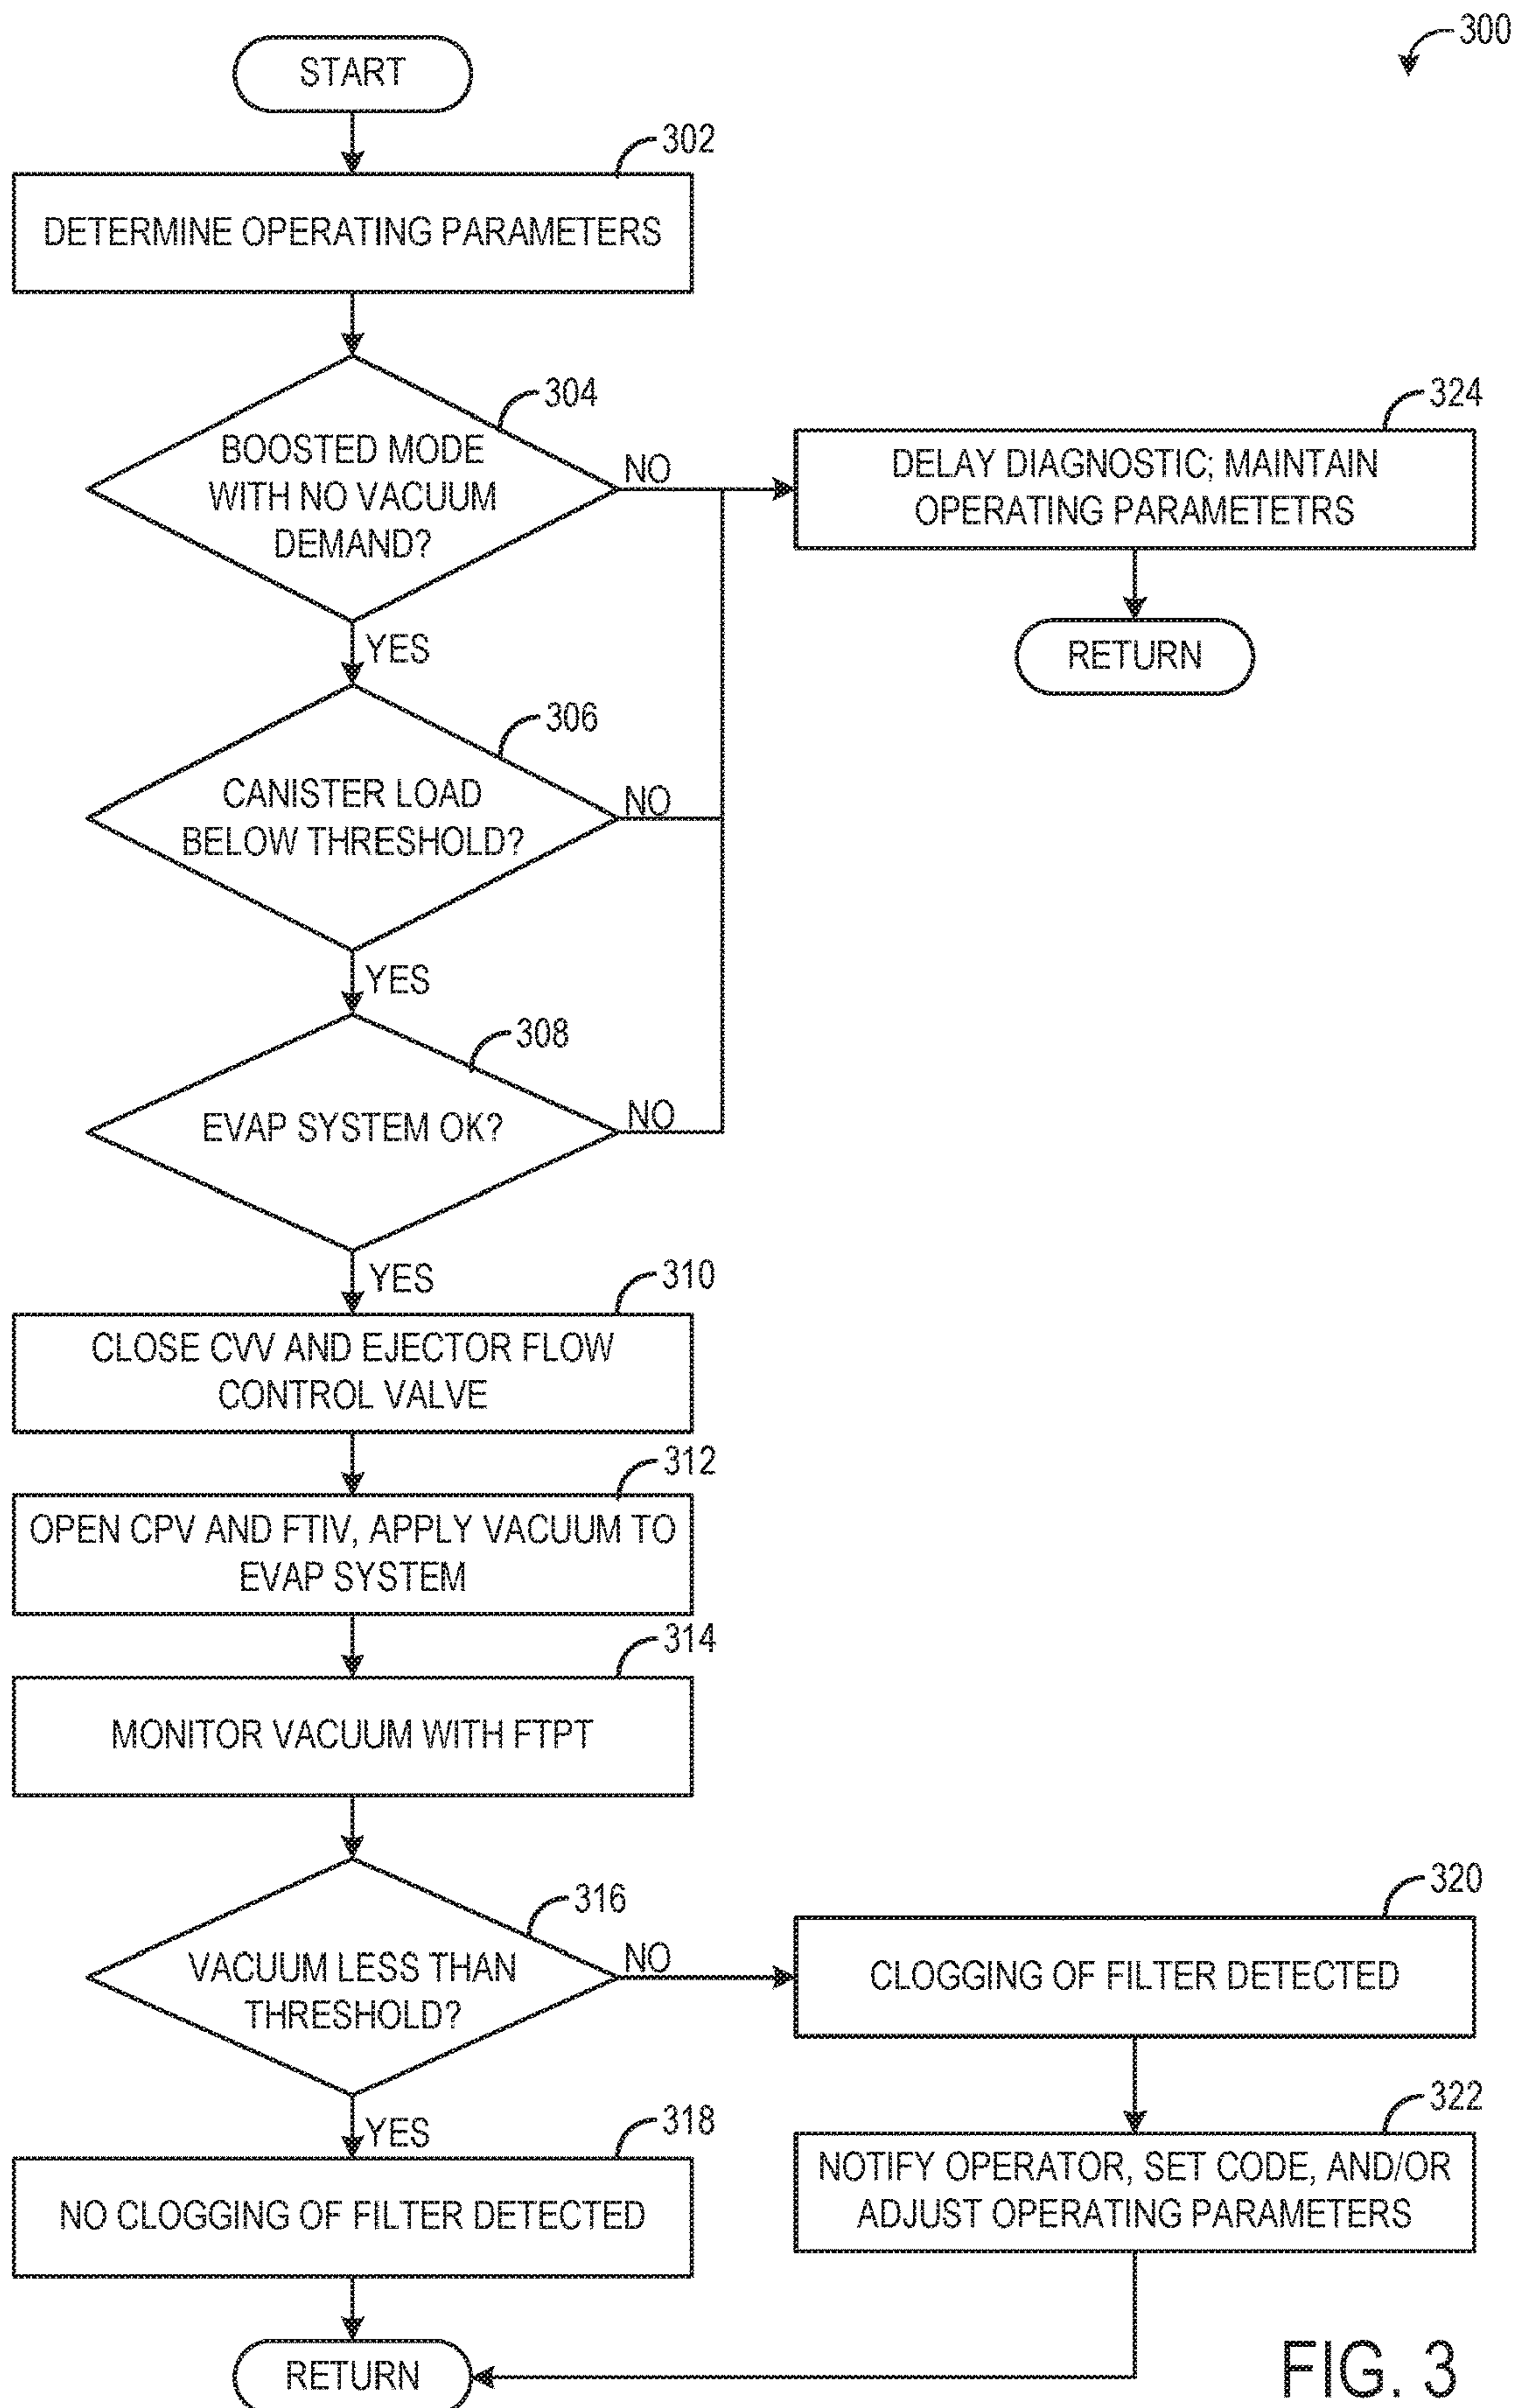 300
START
302
DETERMINE OPERATING PARAMETERS
304
BOOSTED MODE
WITH NO VACUUM
DEMAND?
NO
324
DELAY DIAGNOSTIC; MAINTAIN
OPERATING PARAMETETRS
RETURN
YES
306
CANISTER LOAD
BELOW THRESHOLD?
NO
YES
308
EVAP SYSTEM OK?
NO
YES
310
CLOSE CVV AND EJECTOR FLOW
CONTROL VALVE
312
OPEN CPV AND FTIV, APPLY VACUUM TO
EVAP SYSTEM
314
MONITOR VACUUM WITH FTPT
316
VACUUM LESS THAN
THRESHOLD?
NO
320
CLOGGING OF FILTER DETECTED
YES
318
NO CLOGGING OF FILTER DETECTED
322
NOTIFY OPERATOR, SET CODE, AND/OR
ADJUST OPERATING PARAMETERS
RETURN
FIG. 3